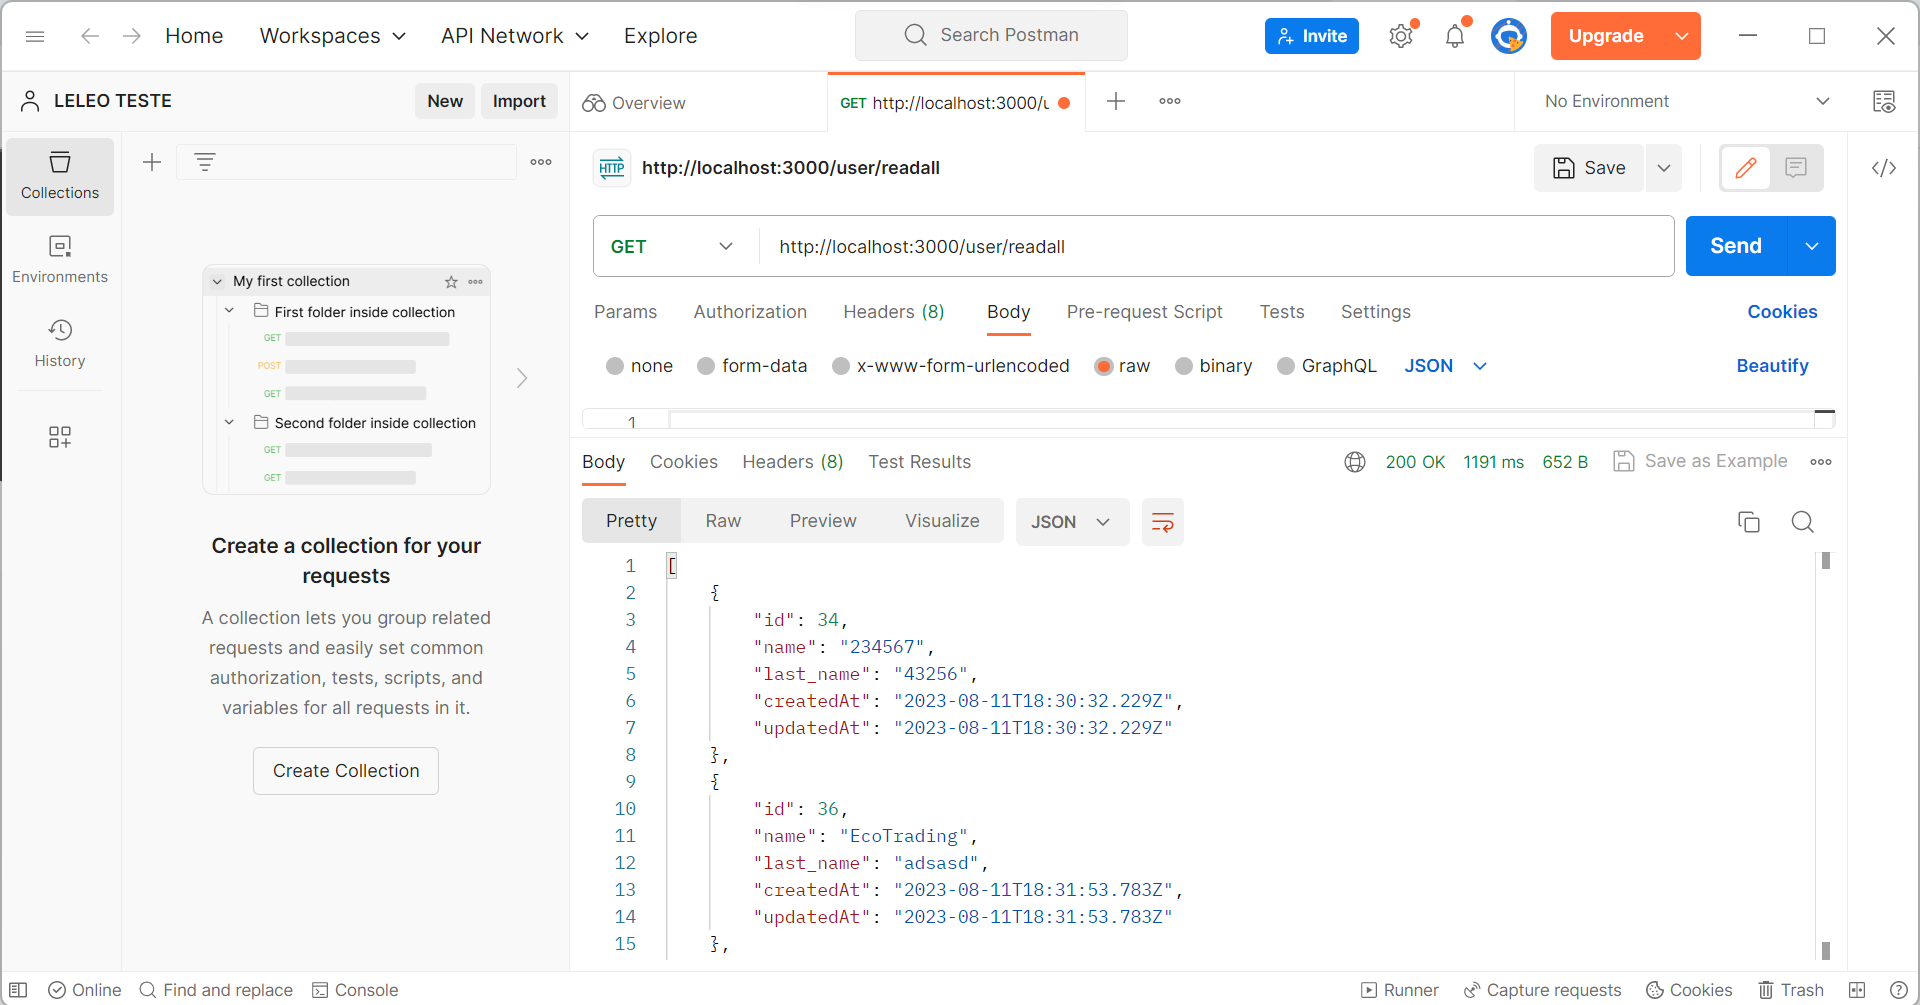 Home Workspaces API Network Explore Search Postman Invite Upgrade
LELEO TESTE New Import Overview GET http://localhost:3000/u No Environment
Collections
Environments
History
My first collection
First folder inside collection
GET
POST
GET
Second folder inside collection
GET
GET
Create a collection for your
requests
A collection lets you group related
requests and easily set common
authorization, tests, scripts, and
variables for all requests in it.
Create Collection
HTTP http://localhost:3000/user/readall Save
GET http://localhost:3000/user/readall Send
Params Authorization Headers (8) Body Pre-request Script Tests Settings Cookies
none form-data x-www-form-urlencoded raw binary GraphQL JSON Beautify
1
Body Cookies Headers (8) Test Results 200 OK 1191 ms 652 B Save as Example
Pretty Raw Preview Visualize JSON
1 [
2 {
3 "id": 34,
4 "name": "234567",
5 "last_name": "43256",
6 "createdAt": "2023-08-11T18:30:32.229Z",
7 "updatedAt": "2023-08-11T18:30:32.229Z"
8 },
9 {
10 "id": 36,
11 "name": "EcoTrading",
12 "last_name": "adsasd",
13 "createdAt": "2023-08-11T18:31:53.783Z",
14 "updatedAt": "2023-08-11T18:31:53.783Z"
15 },
Online Find and replace Console Runner Capture requests Cookies Trash